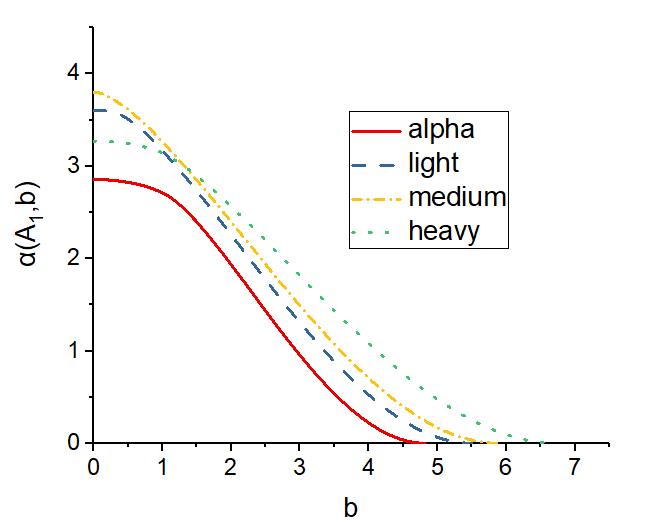 4
3
2
1
0
α(A₁,b)
alpha
light
medium
heavy
0 1 2 3 4 5 6 7
b